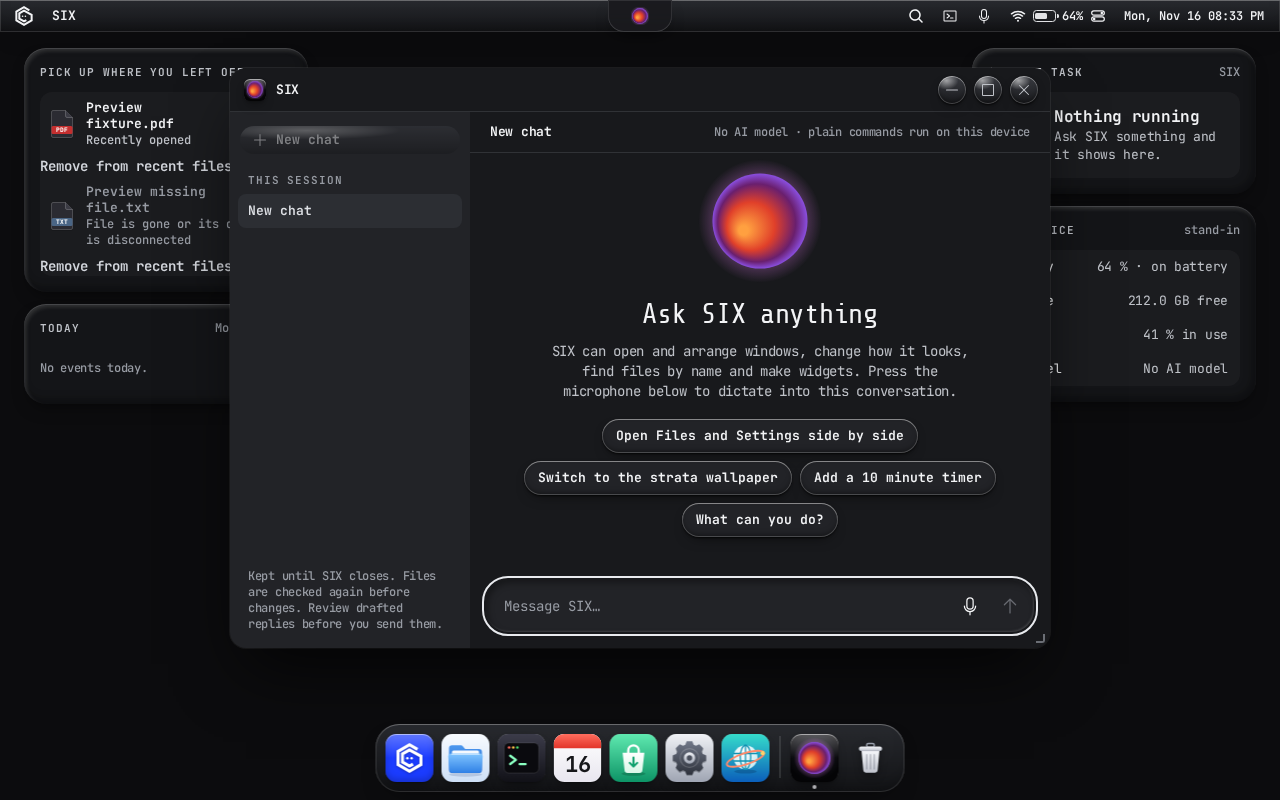 SIX
64%
Mon, Nov 16 08:33 PM
PICK UP WHERE YOU LEFT
Preview
fixture.pdf
Recently opened
Remove from recent files
Preview missing
file.txt
File is gone or its
is disconnected
Remove from recent files
TODAY
No events today.
SIX
New chat
THIS SESSION
New chat
Kept until SIX closes. Files
are checked again before
changes. Review drafted
replies before you send them.
New chat
No AI model · plain commands run on this device
Ask SIX anything
SIX can open and arrange windows, change how it looks,
find files by name and make widgets. Press the
microphone below to dictate into this conversation.
Open Files and Settings side by side
Switch to the strata wallpaper
Add a 10 minute timer
What can you do?
Message SIX…
TASK
SIX
Nothing running
Ask SIX something and
it shows here.
stand-in
64 % · on battery
212.0 GB free
41 % in use
No AI model
PDF
TXT
16